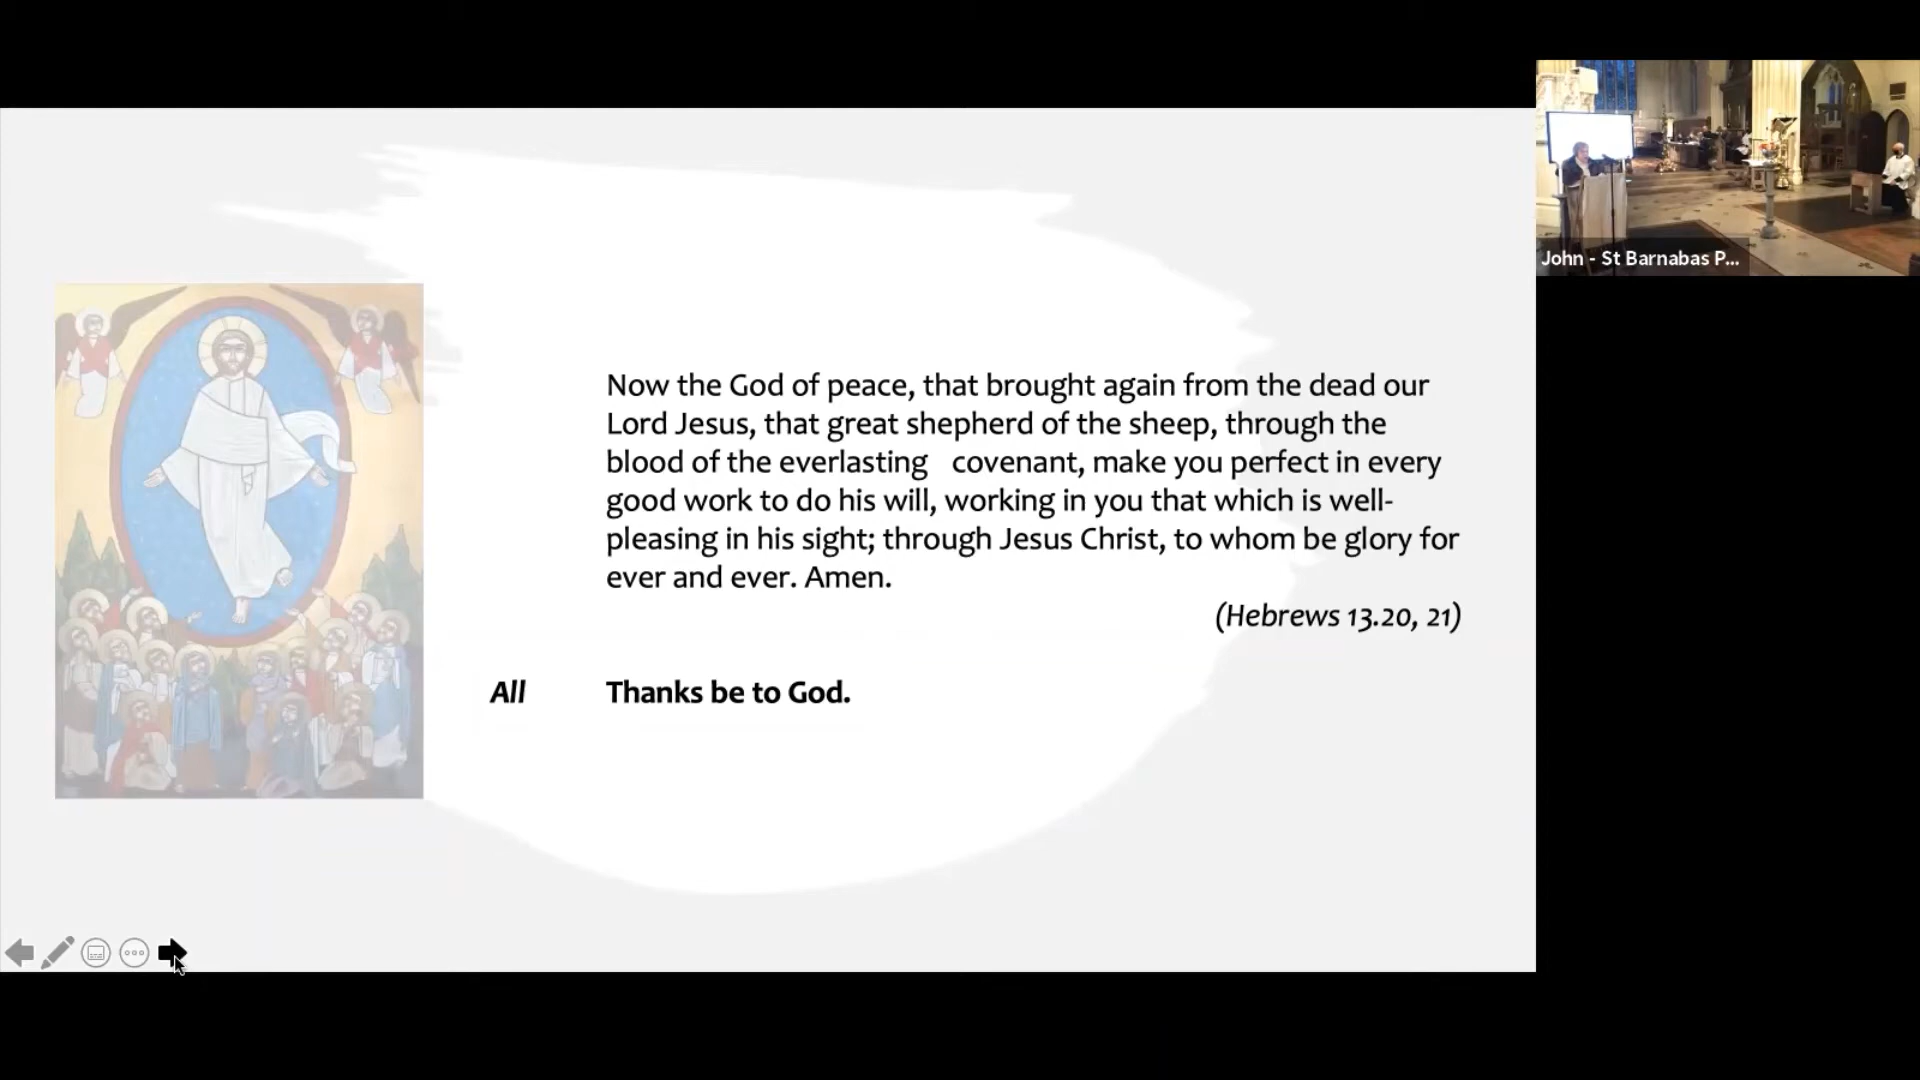 John - St Barnabas P...
Now the God of peace, that brought again from the dead our
Lord Jesus, that great shepherd of the sheep, through the
blood of the everlasting covenant, make you perfect in every
good work to do his will, working in you that which is well-
pleasing in his sight; through Jesus Christ, to whom be glory for
ever and ever. Amen.
(Hebrews 13.20, 21)
All Thanks be to God.